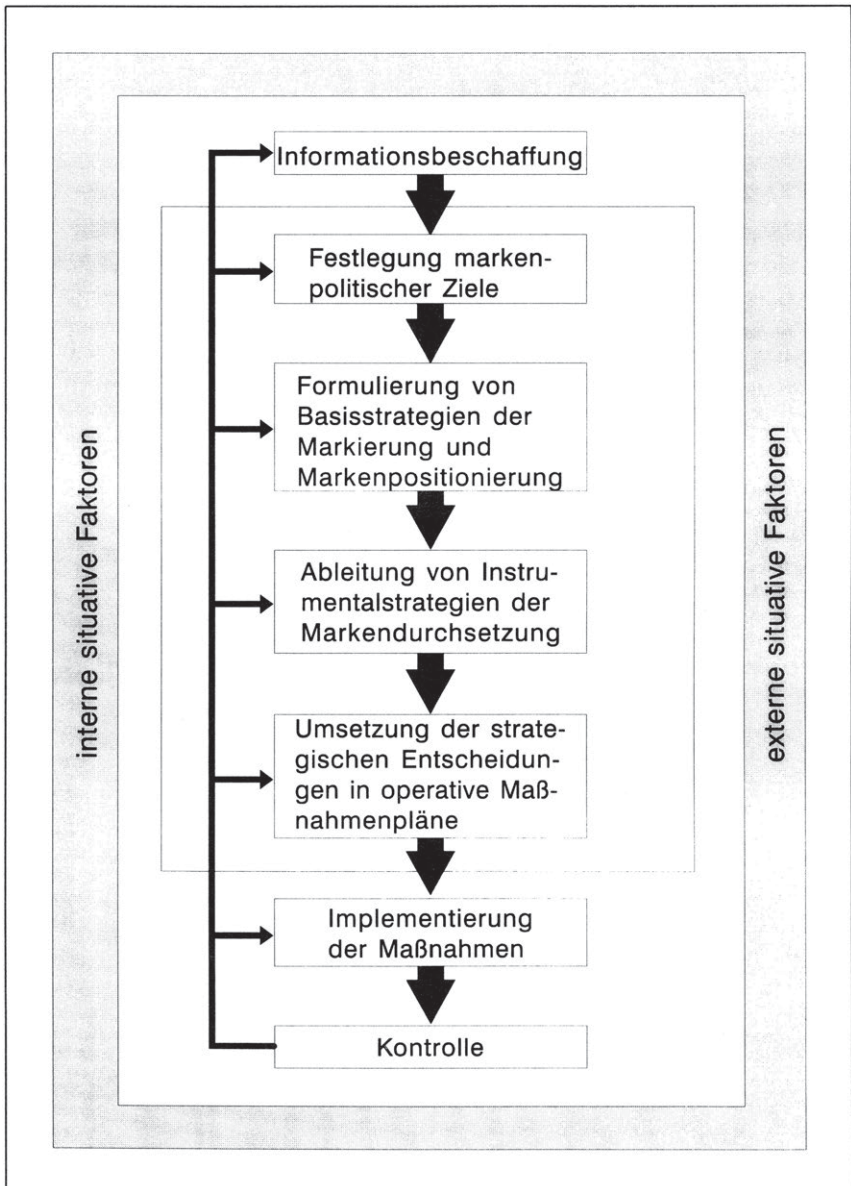 Informationsbeschaffung
Festlegung marken-
politischer Ziele
Formulierung von
Basisstrategien der
Markierung und
Markenpositionierung
Ableitung von Instru-
mentalstrategien der
Markendurchsetzung
Umsetzung der strate-
gischen Entscheidun-
gen in operative Maß-
nahmenpläne
Implementierung
der Maßnahmen
Kontrolle
interne situative Faktoren
externe situative Faktoren